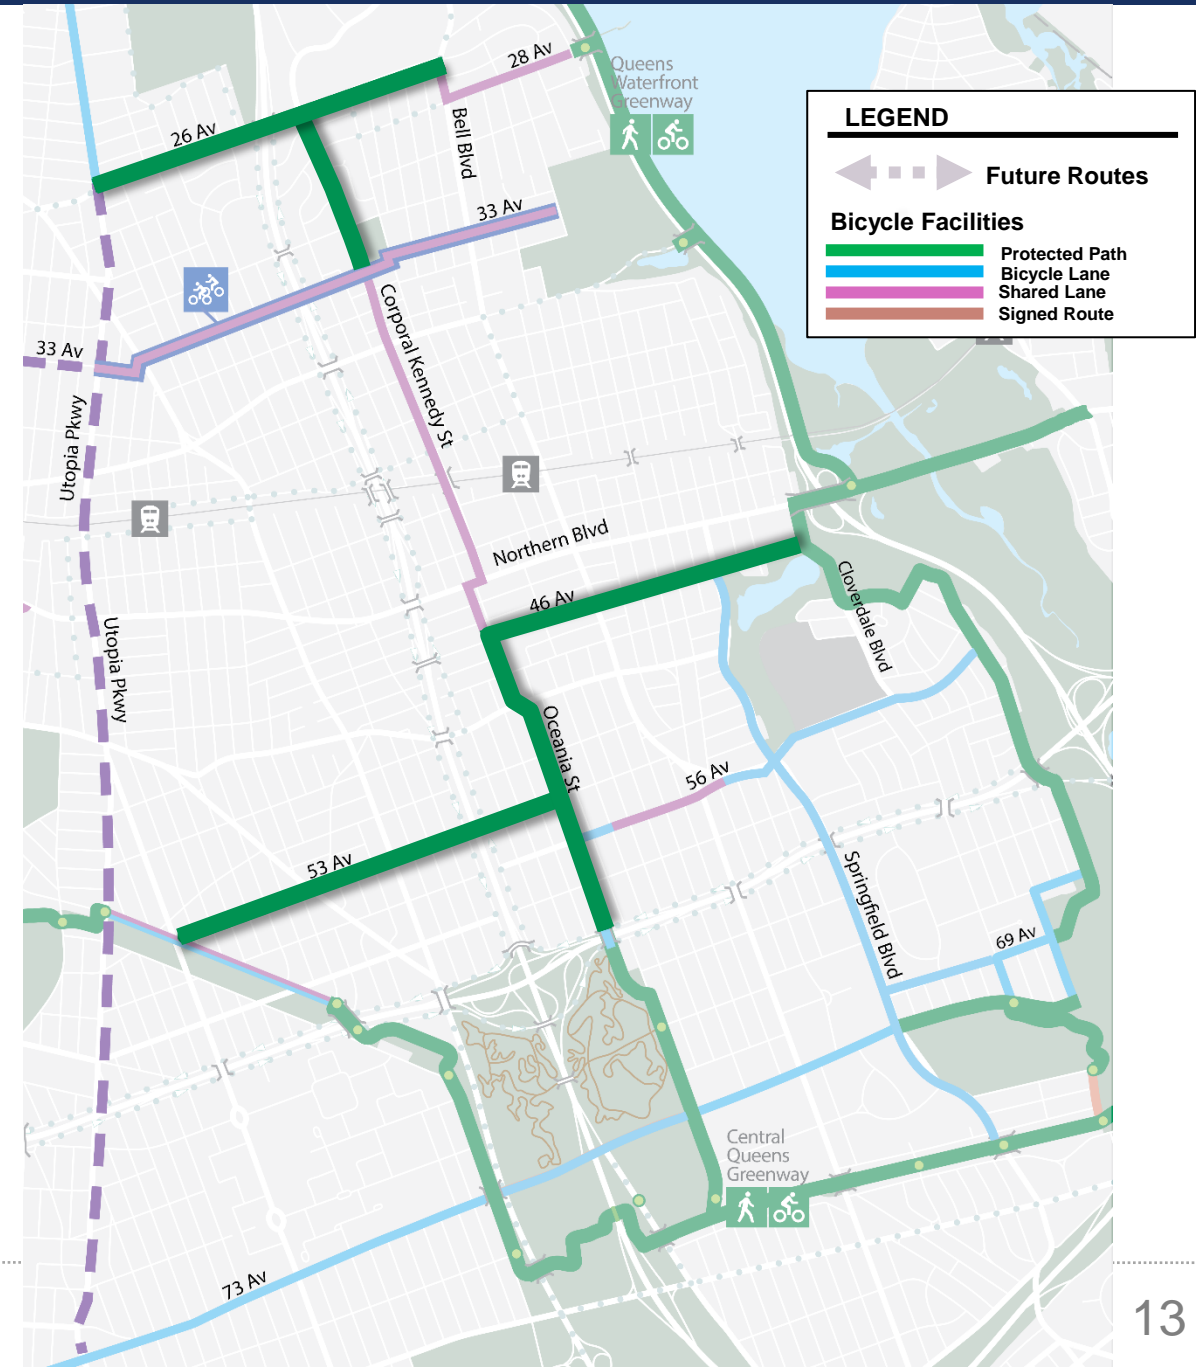 28 Av
Queens
Waterfront
Greenway
LEGEND
Future Routes
Bicycle Facilities
Protected Path
Bicycle Lane
Shared Lane
Signed Route
26 Av
Bell Blvd
33 Av
33 Av
Corporal Kennedy St
Utopia Pkwy
Northern Blvd
46 Av
Cloverdale Blvd
Utopia Pkwy
Oceania St
56 Av
53 Av
Springfield Blvd
69 Av
Central
Queens
Greenway
73 Av
13